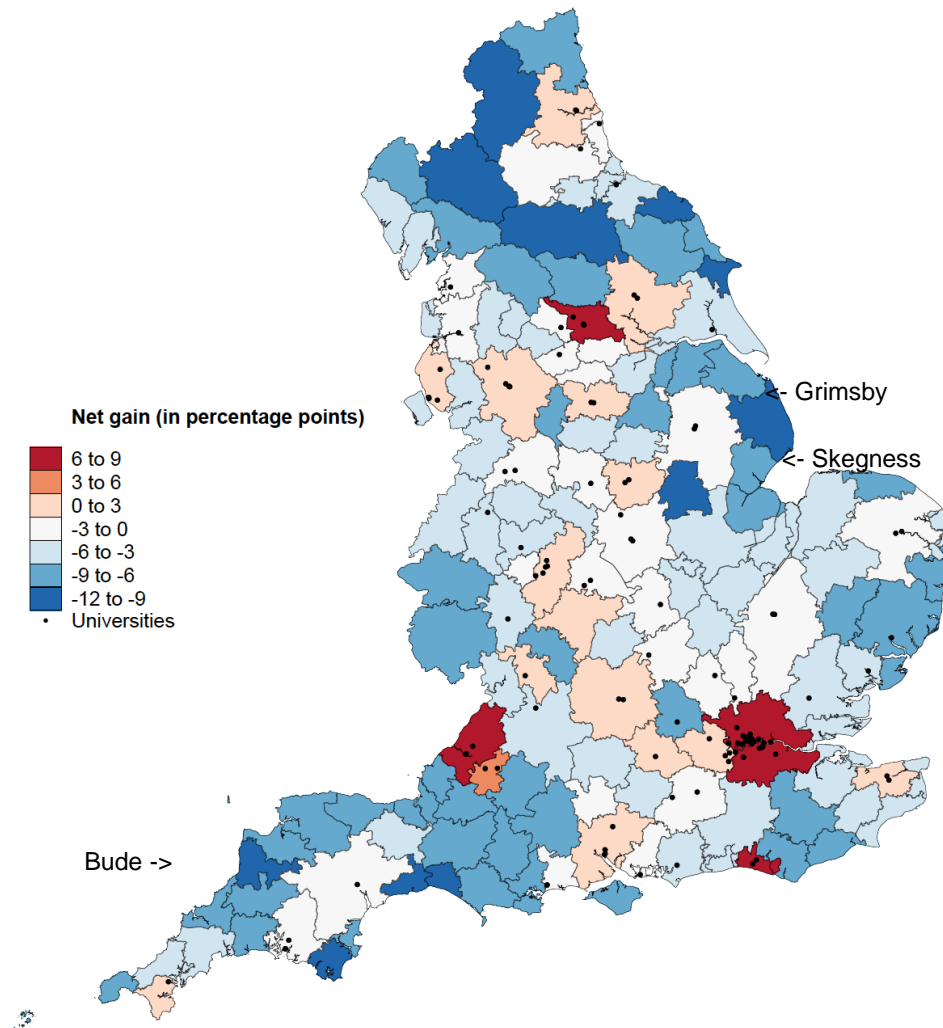 <- Grimsby
Net gain (in percentage points)
<- Skegness
6 to 9
3 to 6
0 to 3
-3 to 0
-6 to -3
-9 to -6
-12 to -9
Universities
Bude ->